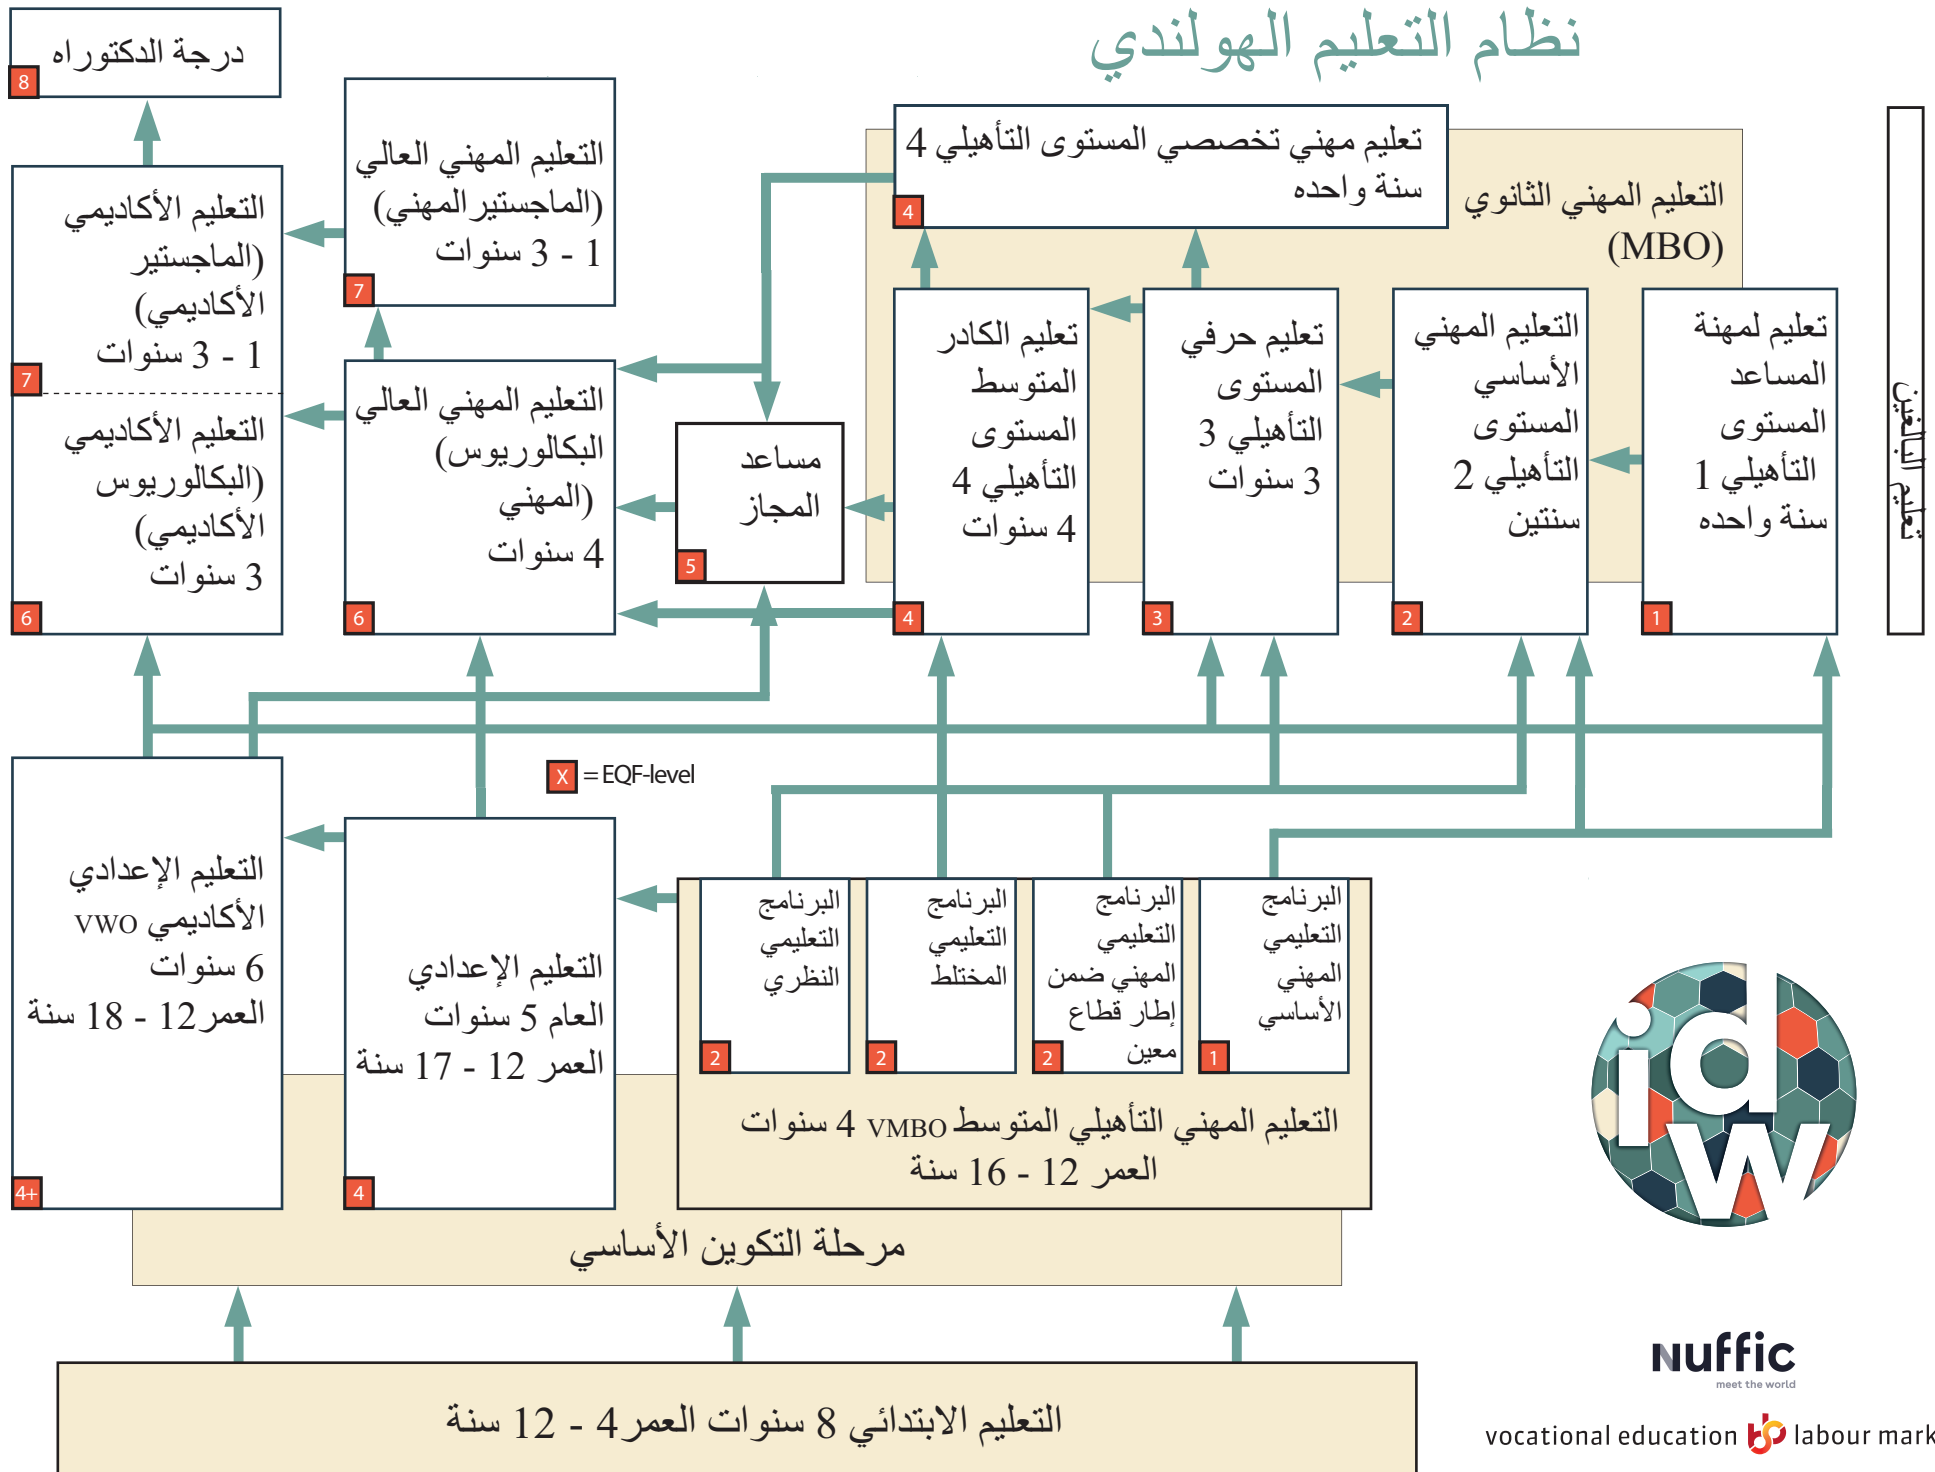 نظام التعليم الهولندي
درجة الدكتوراه
8
التعليم الأكاديمي
(الماجستير
الأكاديمي)
1 - 3 سنوات
7
التعليم الأكاديمي
(البكالوريوس
الأكاديمي)
3 سنوات
6
التعليم المهني العالي
(الماجستير المهني)
1 - 3 سنوات
7
التعليم المهني العالي
البكالوريوس)
(المهني
4 سنوات
6
مساعد
المجاز
5
تعليم مهني تخصصي المستوى التأهيلي 4
سنة واحده
4
التعليم المهني الثانوي
(MBO)
تعليم الكادر
المتوسط
المستوى
التأهيلي 4
4 سنوات
4
تعليم حرفي
المستوى
التأهيلي 3
3 سنوات
3
التعليم المهني
الأساسي
المستوى
التأهيلي 2
سنتين
2
تعليم لمهنة
المساعد
المستوى
التأهيلي 1
سنة واحده
1
تعليم البالغين
X = EQF-level
التعليم الإعدادي
الأكاديمي VWO
6 سنوات
العمر 12 - 18 سنة
4+
التعليم الإعدادي
العام 5 سنوات
العمر 12 - 17 سنة
4
البرنامج
التعليمي
النظري
2
البرنامج
التعليمي
المختلط
2
البرنامج
التعليمي
المهني ضمن
إطار قطاع
معين
2
البرنامج
التعليمي
المهني
الأساسي
1
التعليم المهني التأهيلي المتوسط VMBO 4 سنوات
العمر 12 - 16 سنة
مرحلة التكوين الأساسي
التعليم الابتدائي 8 سنوات العمر 4 - 12 سنة
idw
nuffic
meet the world
vocational education labour mark